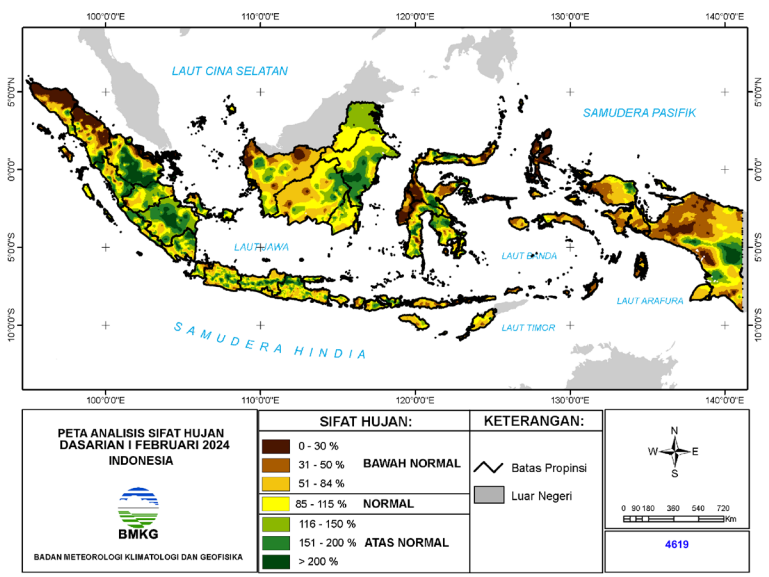 100°0'0"E 110°0'0"E 120°0'0"E 130°0'0"E 140°0'0"E
LAUT CINA SELATAN
5°0'0"N 5°0'0"N
SAMUDERA PASIFIK
0°0'0" 0°0'0"
LAUT JAWA
5°0'0"S 5°0'0"S
LAUT BANDA
LAUT ARAFURA
10°0'0"S 10°0'0"S
LAUT TIMOR
SAMUDERA HINDIA
100°0'0"E 110°0'0"E 120°0'0"E 130°0'0"E 140°0'0"E
PETA ANALISIS SIFAT HUJAN
DASARIAN I FEBRUARI 2024
INDONESIA
BMKG
BADAN METEOROLOGI KLIMATOLOGI DAN GEOFISIKA
SIFAT HUJAN:
0 - 30 %
31 - 50 % BAWAH NORMAL
51 - 84 %
85 - 115 % NORMAL
116 - 150 %
151 - 200 % ATAS NORMAL
> 200 %
KETERANGAN:
Batas Propinsi
Luar Negeri
N
W E
S
0 90 180 360 540 720
Km
4619